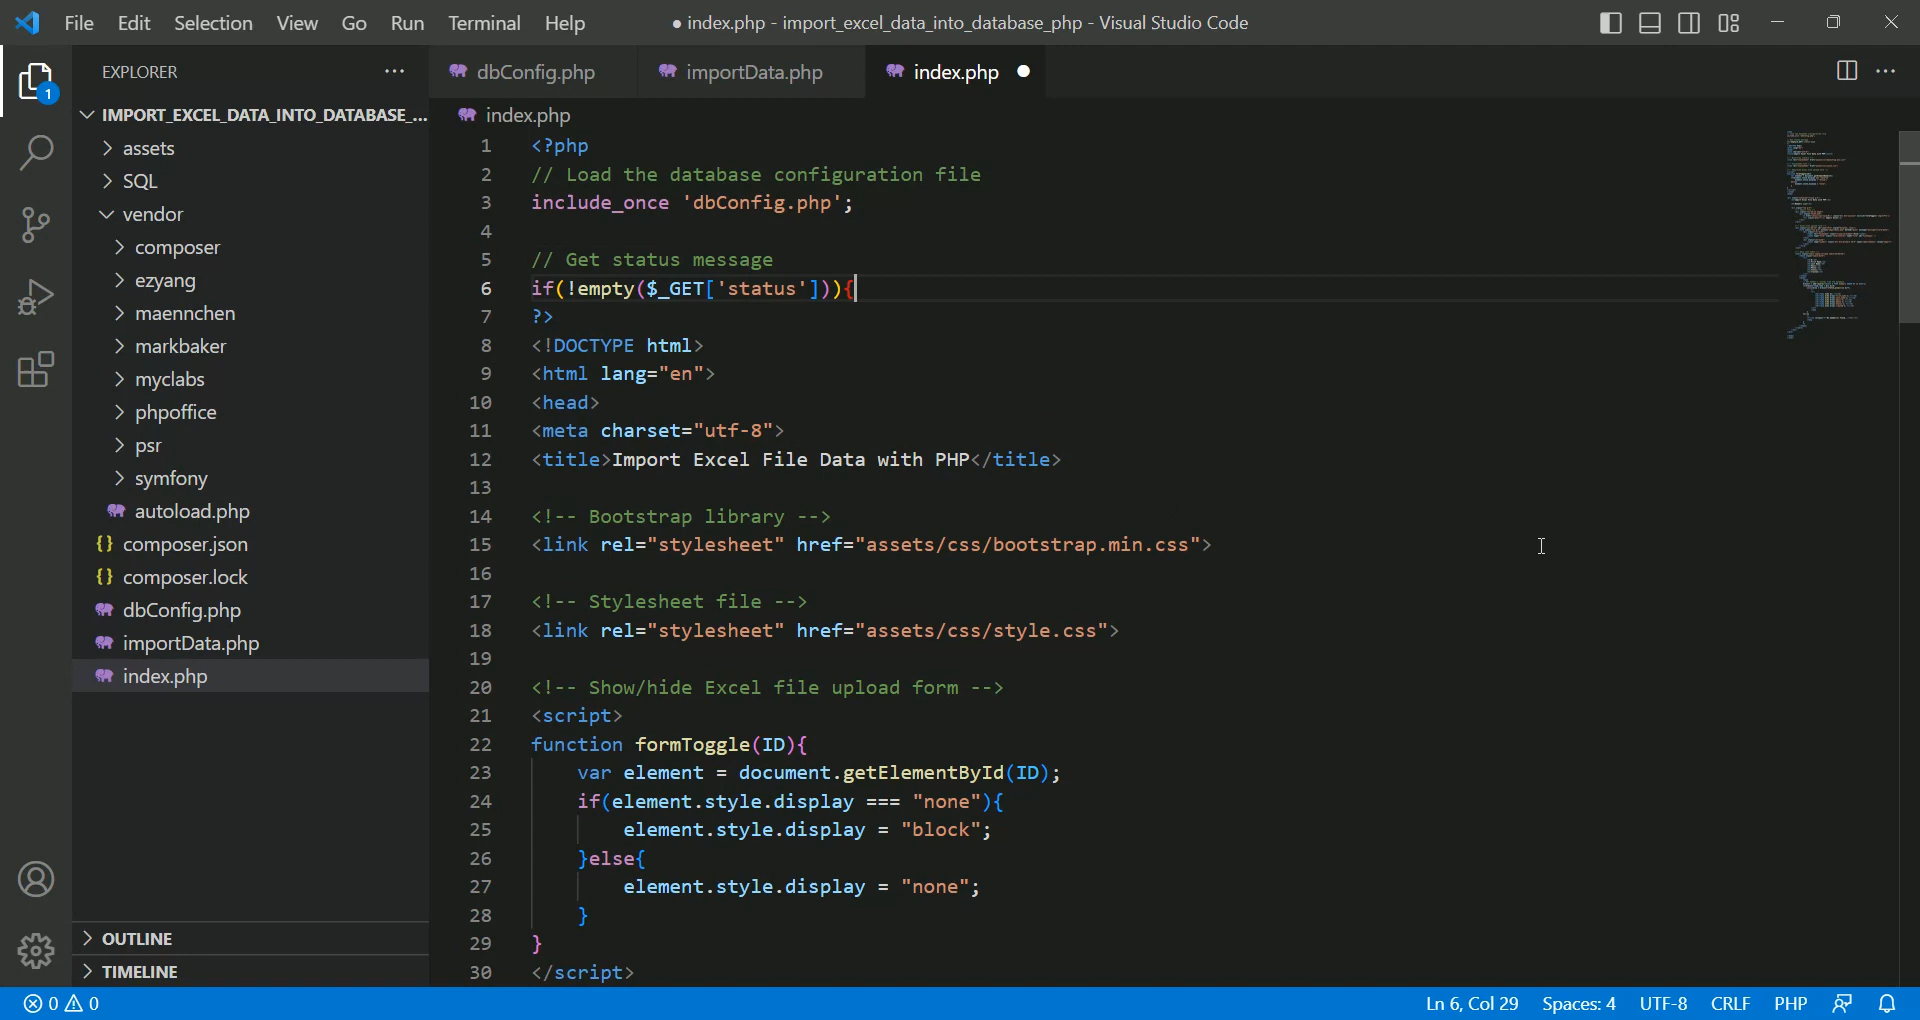 File Edit Selection View Go Run Terminal Help ● index.php - import_excel_data_into_database_php - Visual Studio Code
EXPLORER ···
1
IMPORT_EXCEL_DATA_INTO_DATABASE_...
assets
SQL
vendor
composer
ezyang
maennchen
markbaker
myclabs
phpoffice
psr
symfony
autoload.php
{} composer.json
{} composer.lock
dbConfig.php
importData.php
index.php
OUTLINE
TIMELINE
dbConfig.php importData.php index.php ●
index.php
1 <?php
2 // Load the database configuration file
3 include_once 'dbConfig.php';
4
5 // Get status message
6 if(!empty($_GET['status'])){
7 ?>
8 <!DOCTYPE html>
9 <html lang="en">
10 <head>
11 <meta charset="utf-8">
12 <title>Import Excel File Data with PHP</title>
13
14 <!-- Bootstrap library -->
15 <link rel="stylesheet" href="assets/css/bootstrap.min.css">
16
17 <!-- Stylesheet file -->
18 <link rel="stylesheet" href="assets/css/style.css">
19
20 <!-- Show/hide Excel file upload form -->
21 <script>
22 function formToggle(ID){
23     var element = document.getElementById(ID);
24     if(element.style.display === "none"){
25         element.style.display = "block";
26     }else{
27         element.style.display = "none";
28     }
29 }
30 </script>
0 0 Ln 6, Col 29 Spaces: 4 UTF-8 CRLF PHP